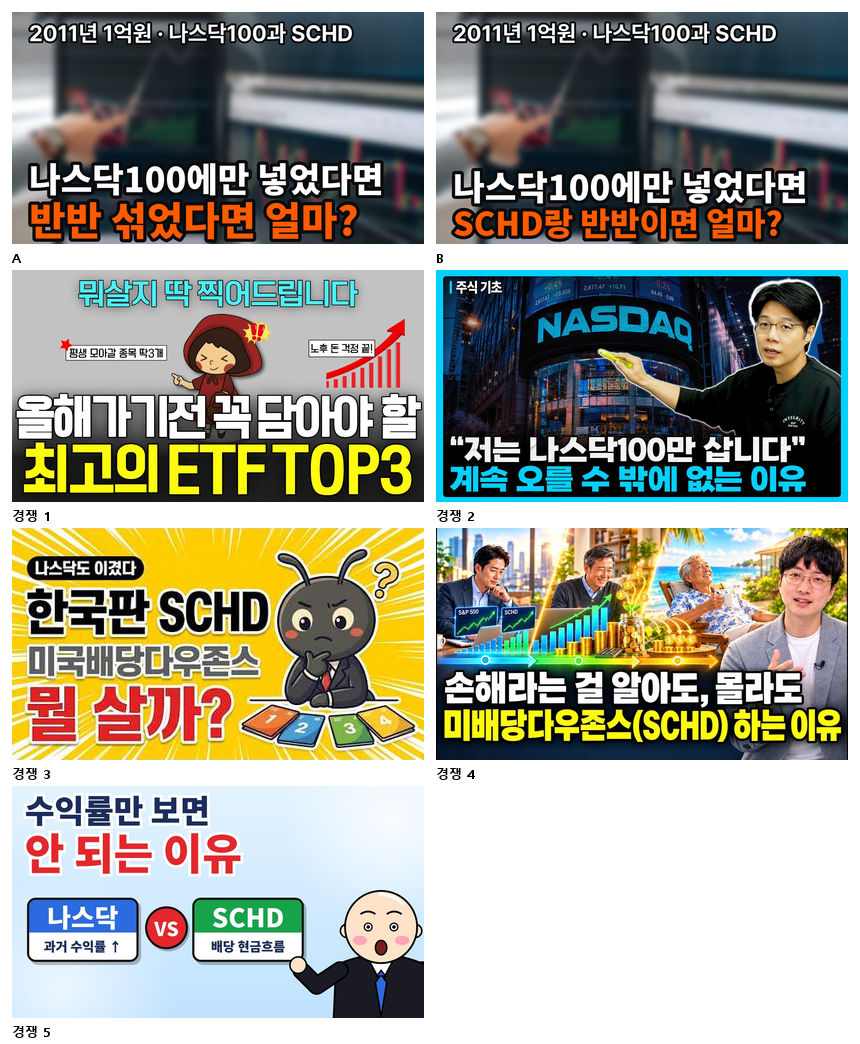 2011년 1억원 · 나스닥100과 SCHD
나스닥100에만 넣었다면
반반 섞었다면 얼마?
A
2011년 1억원 · 나스닥100과 SCHD
나스닥100에만 넣었다면
SCHD랑 반반이면 얼마?
B
뭐살지 딱 찍어드립니다
평생 모아갈 종목 딱3개
노후 돈 걱정 끝!
올해가기전 꼭 담아야 할
최고의 ETF TOP3
경쟁 1
주식 기초
NASDAQ
INTEGRITY
“저는 나스닥100만 삽니다”
계속 오를 수 밖에 없는 이유
경쟁 2
나스닥도 이겼다
한국판 SCHD
미국배당다우존스
뭘 살까?
1 2 3 4
경쟁 3
S&P 500
SCHD
손해라는 걸 알아도, 몰라도
미배당다우존스(SCHD) 하는 이유
경쟁 4
수익률만 보면
안 되는 이유
나스닥
과거 수익률 ↑
VS
SCHD
배당 현금흐름
경쟁 5